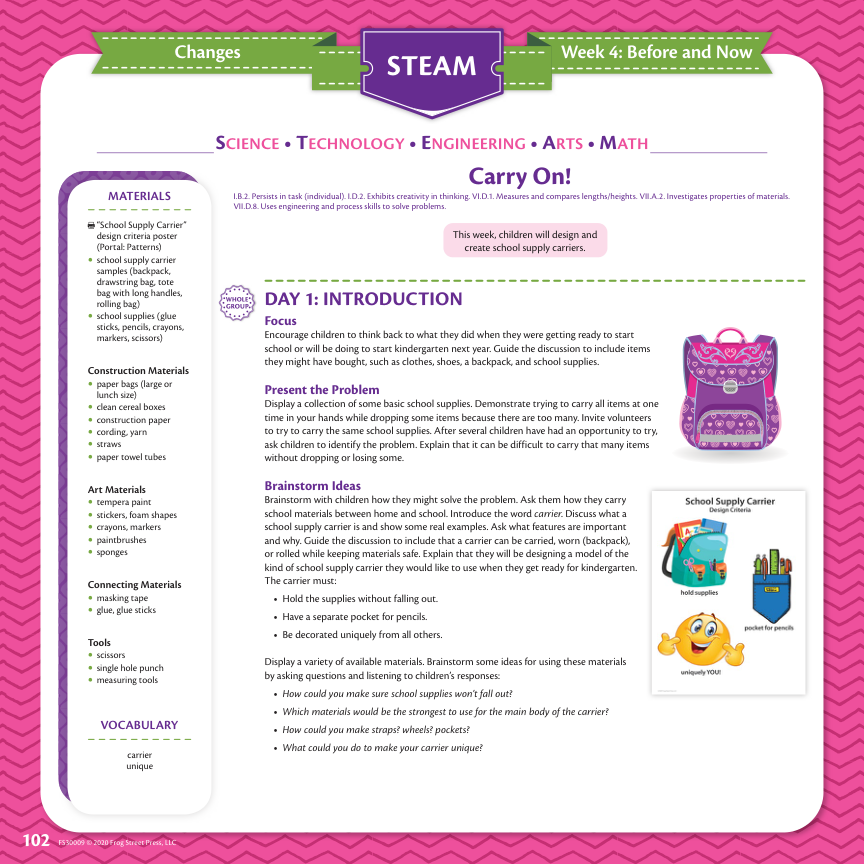 Changes
STEAM
Week 4: Before and Now
SCIENCE • TECHNOLOGY • ENGINEERING • ARTS • MATH
MATERIALS
"School Supply Carrier"
design criteria poster
(Portal: Patterns)
• school supply carrier
samples (backpack,
drawstring bag, tote
bag with long handles,
rolling bag)
• school supplies (glue
sticks, pencils, crayons,
markers, scissors)
Construction Materials
• paper bags (large or
lunch size)
• clean cereal boxes
• construction paper
• cording, yarn
• straws
• paper towel tubes
Art Materials
• tempera paint
• stickers, foam shapes
• crayons, markers
• paintbrushes
• sponges
Connecting Materials
• masking tape
• glue, glue sticks
Tools
• scissors
• single hole punch
• measuring tools
VOCABULARY
carrier
unique
Carry On!
I.B.2. Persists in task (individual). I.D.2. Exhibits creativity in thinking. VI.D.1. Measures and compares lengths/heights. VII.A.2. Investigates properties of materials.
VII.D.8. Uses engineering and process skills to solve problems.
This week, children will design and
create school supply carriers.
WHOLE
GROUP
DAY 1: INTRODUCTION
Focus
Encourage children to think back to what they did when they were getting ready to start
school or will be doing to start kindergarten next year. Guide the discussion to include items
they might have bought, such as clothes, shoes, a backpack, and school supplies.
Present the Problem
Display a collection of some basic school supplies. Demonstrate trying to carry all items at one
time in your hands while dropping some items because there are too many. Invite volunteers
to try to carry the same school supplies. After several children have had an opportunity to try,
ask children to identify the problem. Explain that it can be difficult to carry that many items
without dropping or losing some.
Brainstorm Ideas
Brainstorm with children how they might solve the problem. Ask them how they carry
school materials between home and school. Introduce the word carrier. Discuss what a
school supply carrier is and show some real examples. Ask what features are important
and why. Guide the discussion to include that a carrier can be carried, worn (backpack),
or rolled while keeping materials safe. Explain that they will be designing a model of the
kind of school supply carrier they would like to use when they get ready for kindergarten.
The carrier must:
• Hold the supplies without falling out.
• Have a separate pocket for pencils.
• Be decorated uniquely from all others.
Display a variety of available materials. Brainstorm some ideas for using these materials
by asking questions and listening to children's responses:
• How could you make sure school supplies won't fall out?
• Which materials would be the strongest to use for the main body of the carrier?
• How could you make straps? wheels? pockets?
• What could you do to make your carrier unique?
School Supply Carrier
Design Criteria
A-Z
hold supplies
pocket for pencils
uniquely YOU!
102 F530009 © 2020 Frog Street Press, LLC